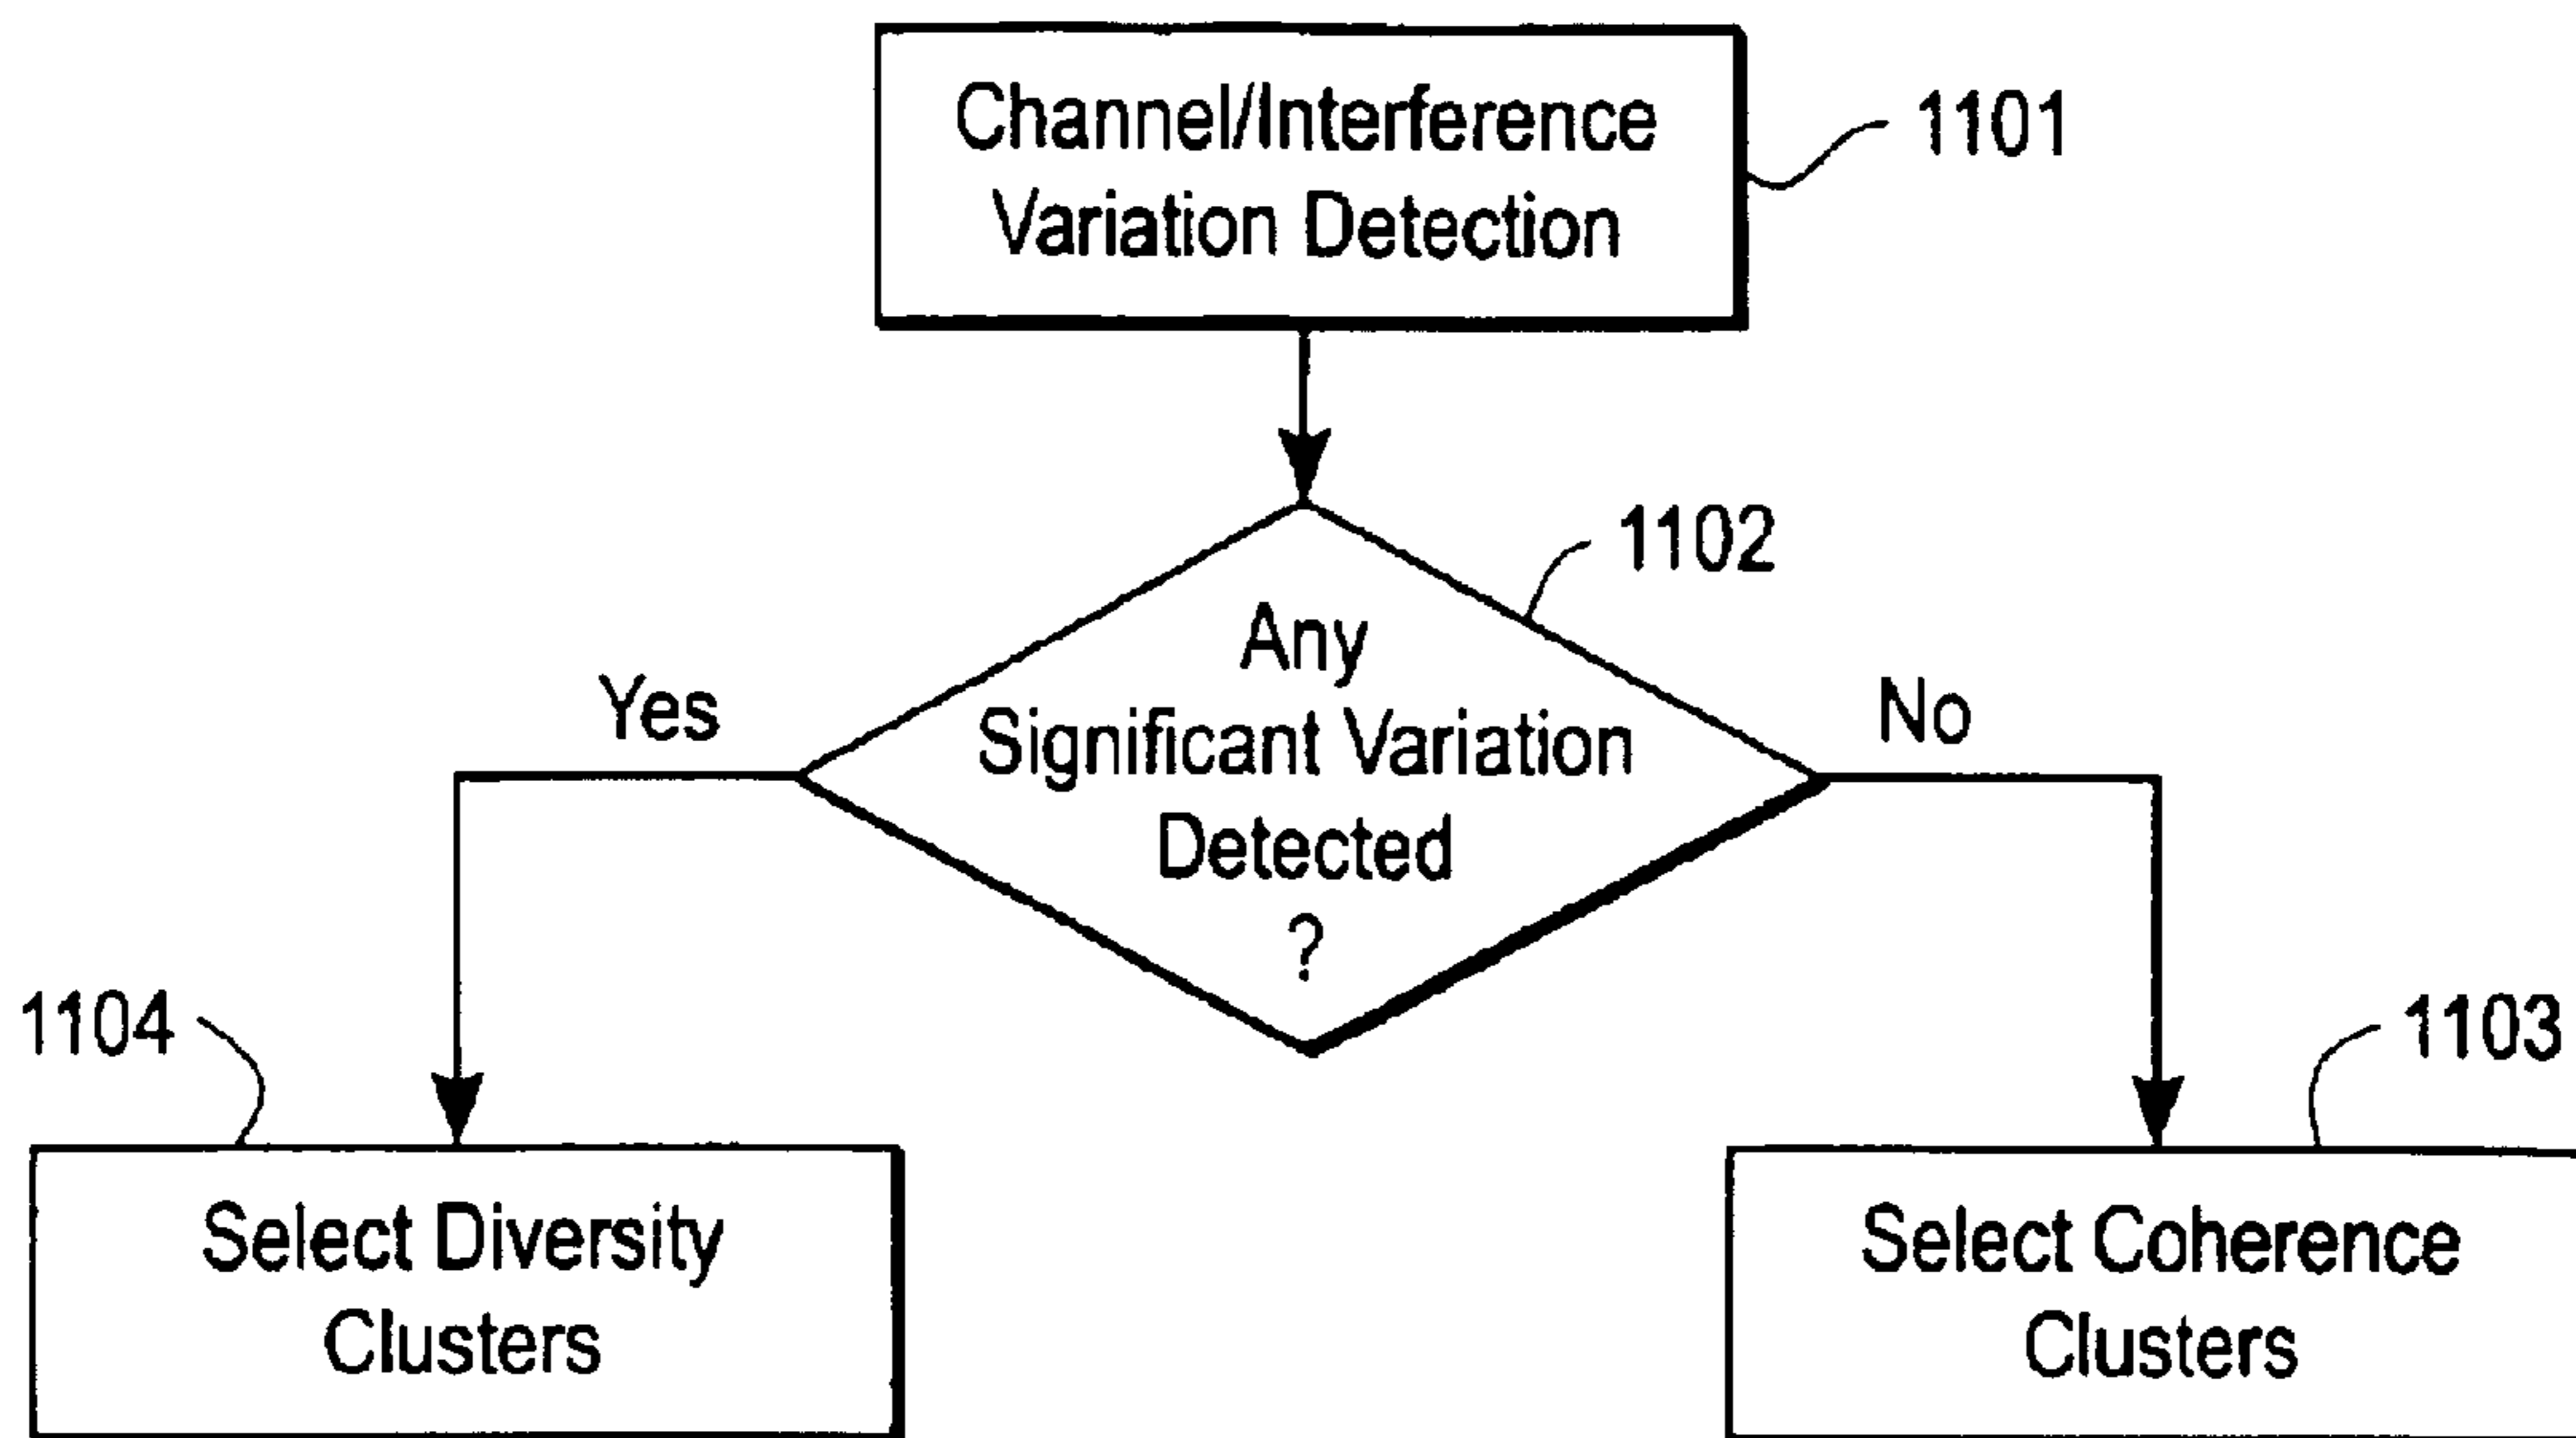 Channel/Interference
Variation Detection
1101
1102
Any
Significant Variation
Detected
?
Yes
No
1104
1103
Select Diversity
Clusters
Select Coherence
Clusters